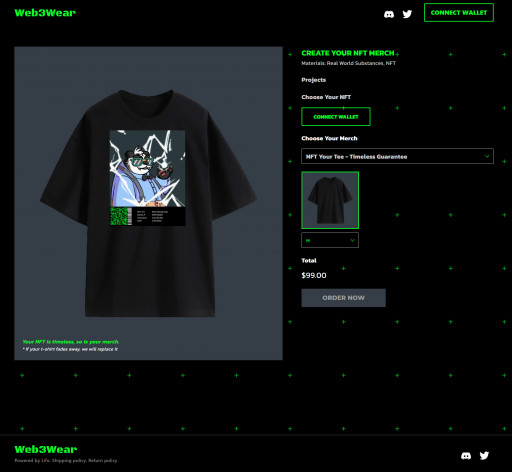 Web3Wear
CONNECT WALLET
CREATE YOUR NFT MERCH
Materials: Real World Substances, NFT
Projects
Choose Your NFT
CONNECT WALLET
Choose Your Merch
NFT Your Tee - Timeless Guarantee
M
Total
$99.00
ORDER NOW
Your NFT is timeless, so is your merch.
* If your t-shirt fades away, we will replace it
Web3Wear
Powered by Life. Shipping policy. Return policy